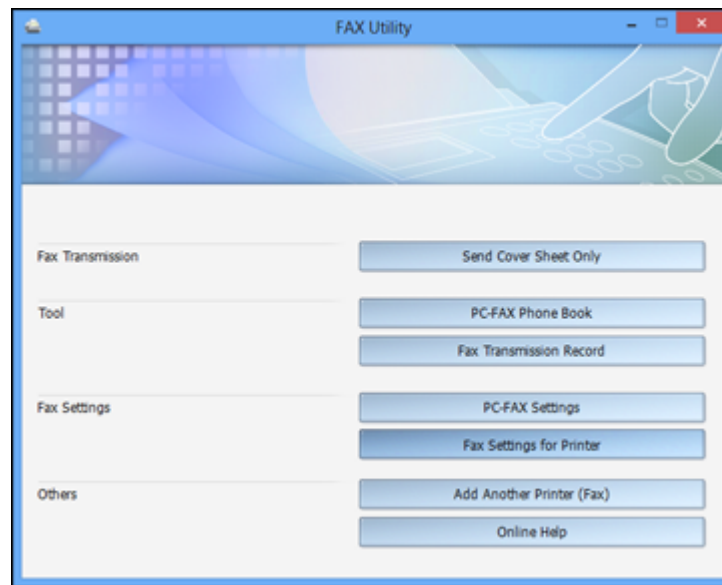 FAX Utility
Fax Transmission
Send Cover Sheet Only
Tool
PC-FAX Phone Book
Fax Transmission Record
Fax Settings
PC-FAX Settings
Fax Settings for Printer
Others
Add Another Printer (Fax)
Online Help